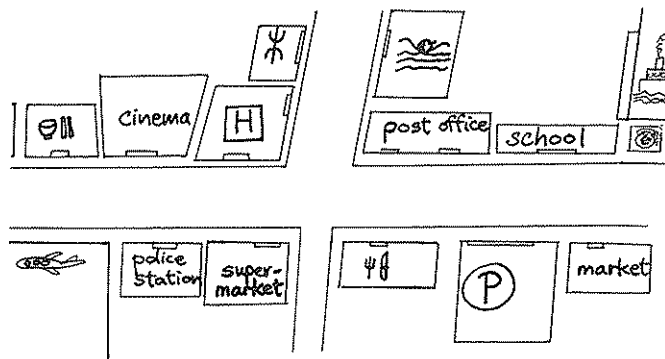 cinema
H
post office
school
police
station
super-
market
P
market